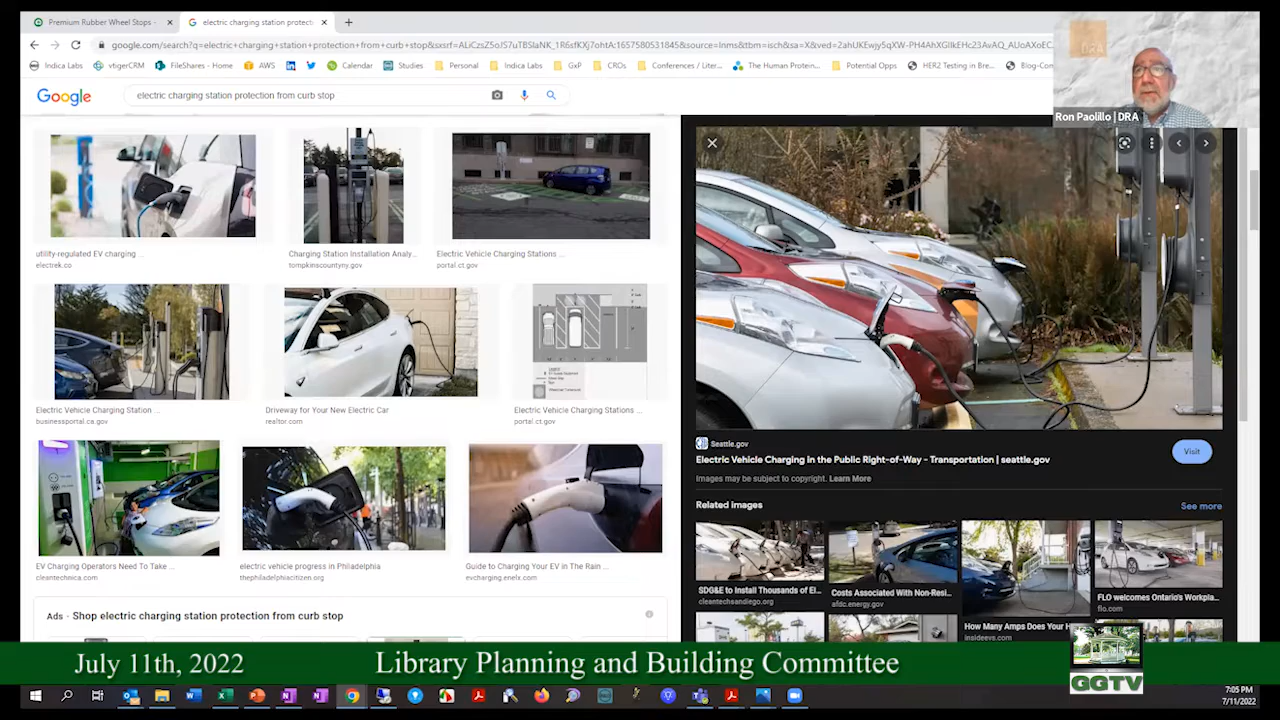 Premium Rubber Wheel Stops -
electric charging station protect
google.com/search?q=electric+charging+station+protection+from+curb+stop
Indica Labs
vtigerCRM
FileShares - Home
AWS
Calendar
Studies
Personal
Indica Labs
GxP
CROs
Conferences / Liter...
The Human Protein...
Potential Opps
HER2 Testing in Bre...
Blog-Com
DRA
Ron Paolillo | DRA
Google
electric charging station protection from curb stop
utility-regulated EV charging ...
electrek.co
Charging Station Installation Analy...
tompkinscountyny.gov
Electric Vehicle Charging Stations ...
portal.ct.gov
Electric Vehicle Charging Station ...
businessportal.ca.gov
Driveway for Your New Electric Car
realtor.com
Electric Vehicle Charging Stations ...
portal.ct.gov
EV Charging Operators Need To Take ...
cleantechnica.com
electric vehicle progress in Philadelphia
thephiladelphiacitizen.org
Guide to Charging Your EV in The Rain ...
evcharging.enelx.com
Ads - Shop electric charging station protection from curb stop
Seattle.gov
Electric Vehicle Charging in the Public Right-of-Way - Transportation | seattle.gov
Visit
Images may be subject to copyright. Learn More
Related images
See more
SDG&E to Install Thousands of El...
cleantechsandiego.org
Costs Associated With Non-Resi...
afdc.energy.gov
How Many Amps Does Your H
insideevs.com
FLO welcomes Ontario's Workpla...
flo.com
July 11th, 2022
Library Planning and Building Committee
GGTV
7:05 PM
7/11/2022